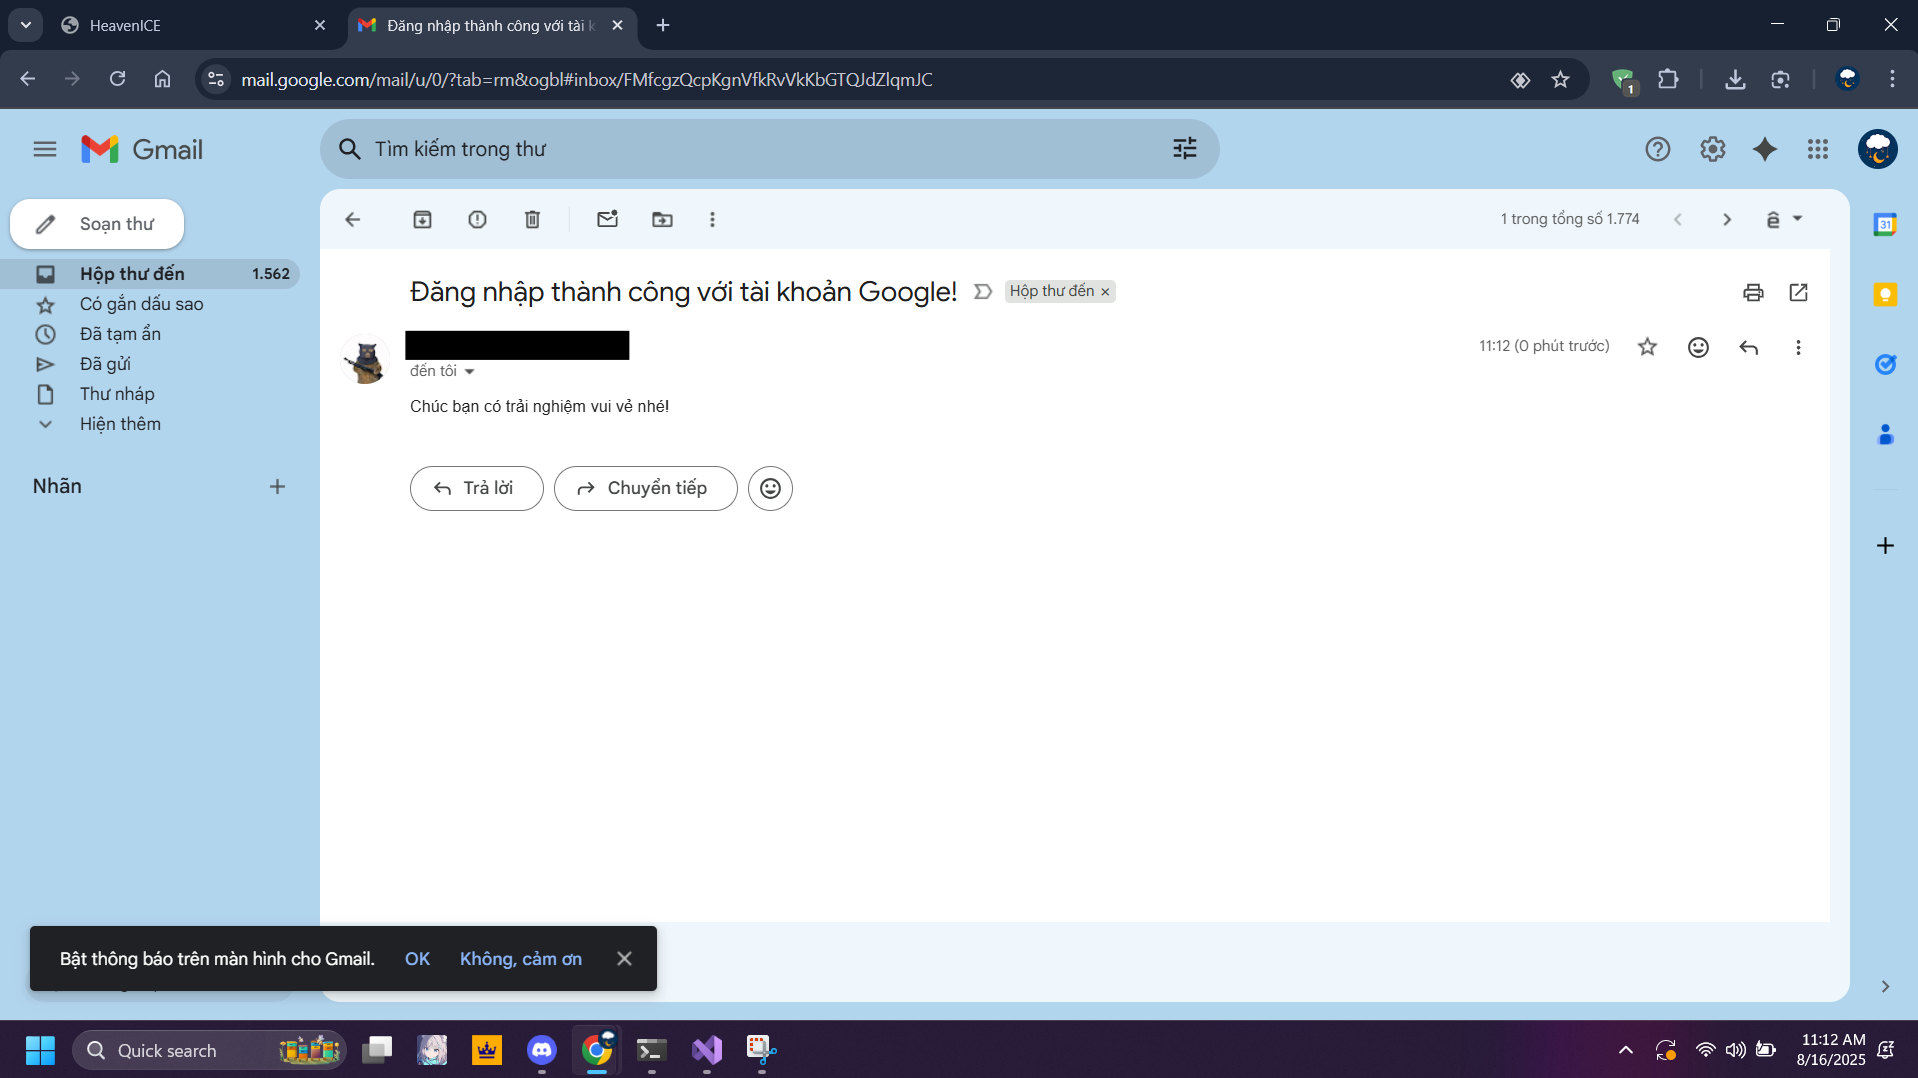 HeavenICE
Đăng nhập thành công với tài k
mail.google.com/mail/u/0/?tab=rm&ogbl#inbox/FMfcgzQcpKgnVfkRvVkKbGTQJdZlqmJC
1
Gmail
Tìm kiếm trong thư
Soạn thư
1 trong tổng số 1.774
ê
31
Hộp thư đến 1.562
Có gắn dấu sao
Đã tạm ẩn
Đã gửi
Thư nháp
Hiện thêm
Nhãn
Đăng nhập thành công với tài khoản Google!
Hộp thư đến ×
11:12 (0 phút trước)
đến tôi
Chúc bạn có trải nghiệm vui vẻ nhé!
Trả lời
Chuyển tiếp
Bật thông báo trên màn hình cho Gmail. OK Không, cảm ơn
Quick search
11:12 AM
8/16/2025